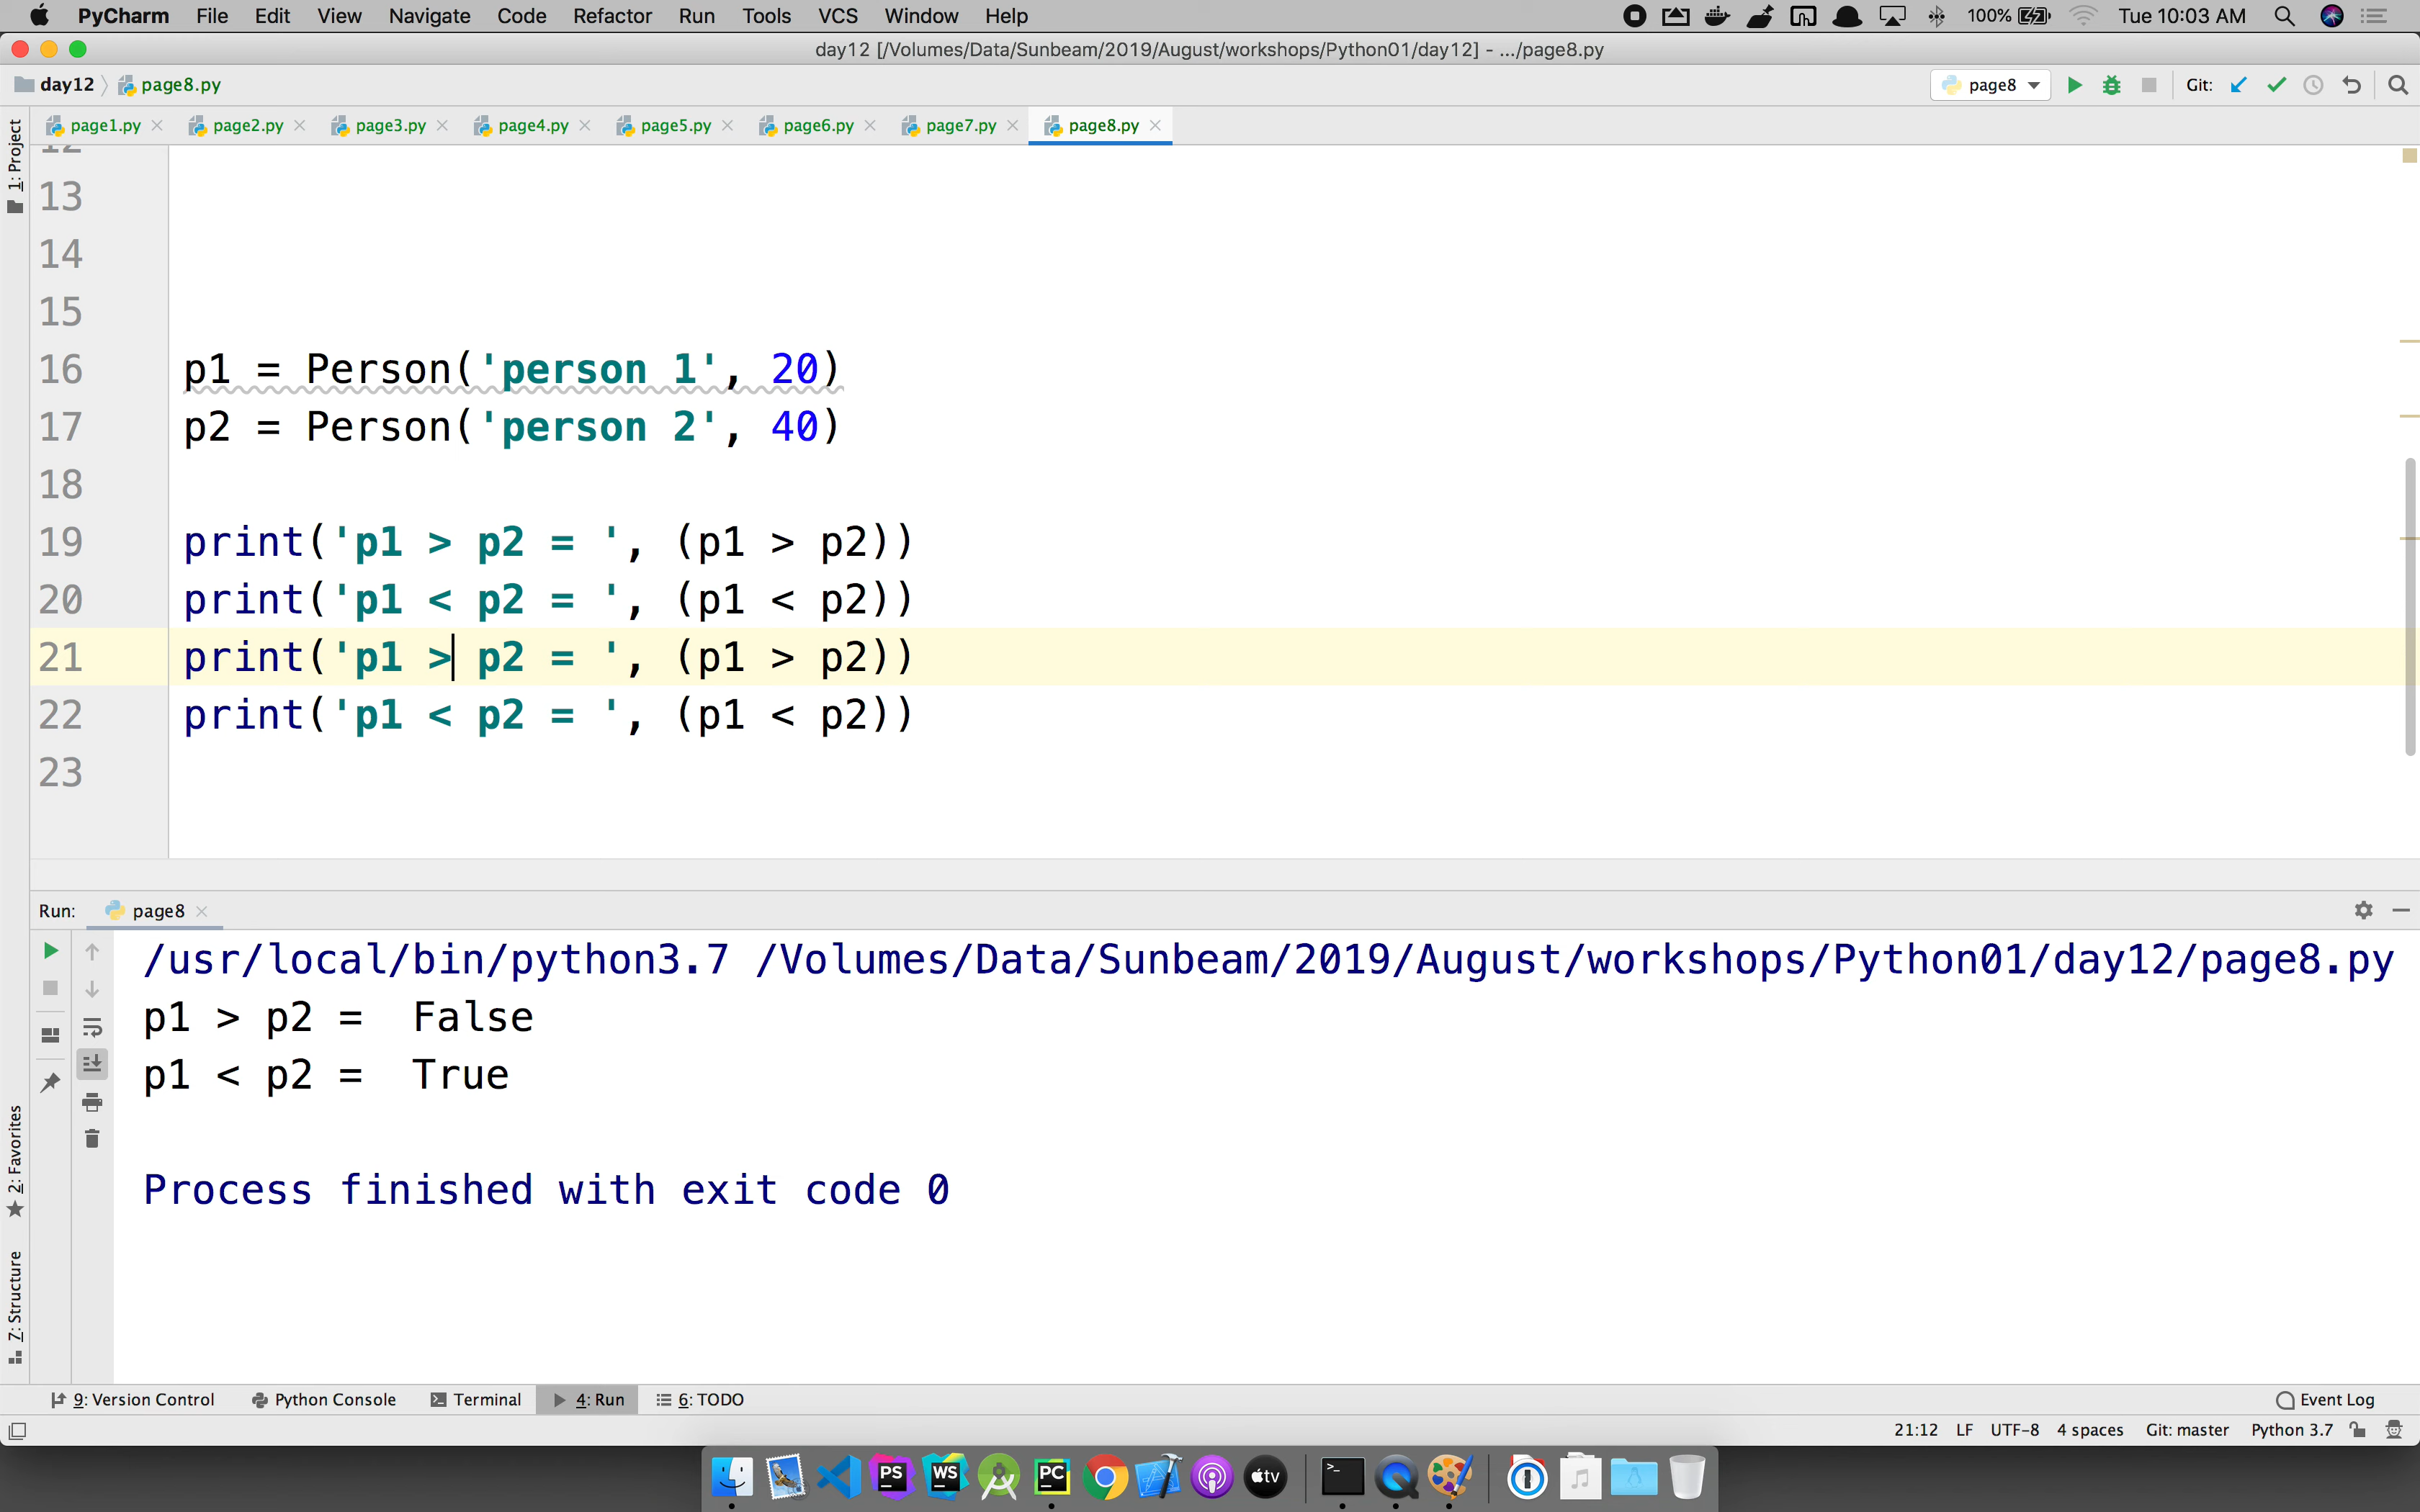 PyCharm File Edit View Navigate Code Refactor Run Tools VCS Window Help 100% Tue 10:03 AM
day12 [/Volumes/Data/Sunbeam/2019/August/workshops/Python01/day12] - .../page8.py
day12 page8.py page8 Git:
page1.py page2.py page3.py page4.py page5.py page6.py page7.py page8.py
1: Project
12
13
14
15
16 p1 = Person('person 1', 20)
17 p2 = Person('person 2', 40)
18
19 print('p1 > p2 = ', (p1 > p2))
20 print('p1 < p2 = ', (p1 < p2))
21 print('p1 > p2 = ', (p1 > p2))
22 print('p1 < p2 = ', (p1 < p2))
23
Run: page8
/usr/local/bin/python3.7 /Volumes/Data/Sunbeam/2019/August/workshops/Python01/day12/page8.py
p1 > p2 =  False
p1 < p2 =  True
Process finished with exit code 0
2: Favorites
7: Structure
9: Version Control Python Console Terminal 4: Run 6: TODO Event Log
21:12 LF UTF-8 4 spaces Git: master Python 3.7
PS WS PC tv >_